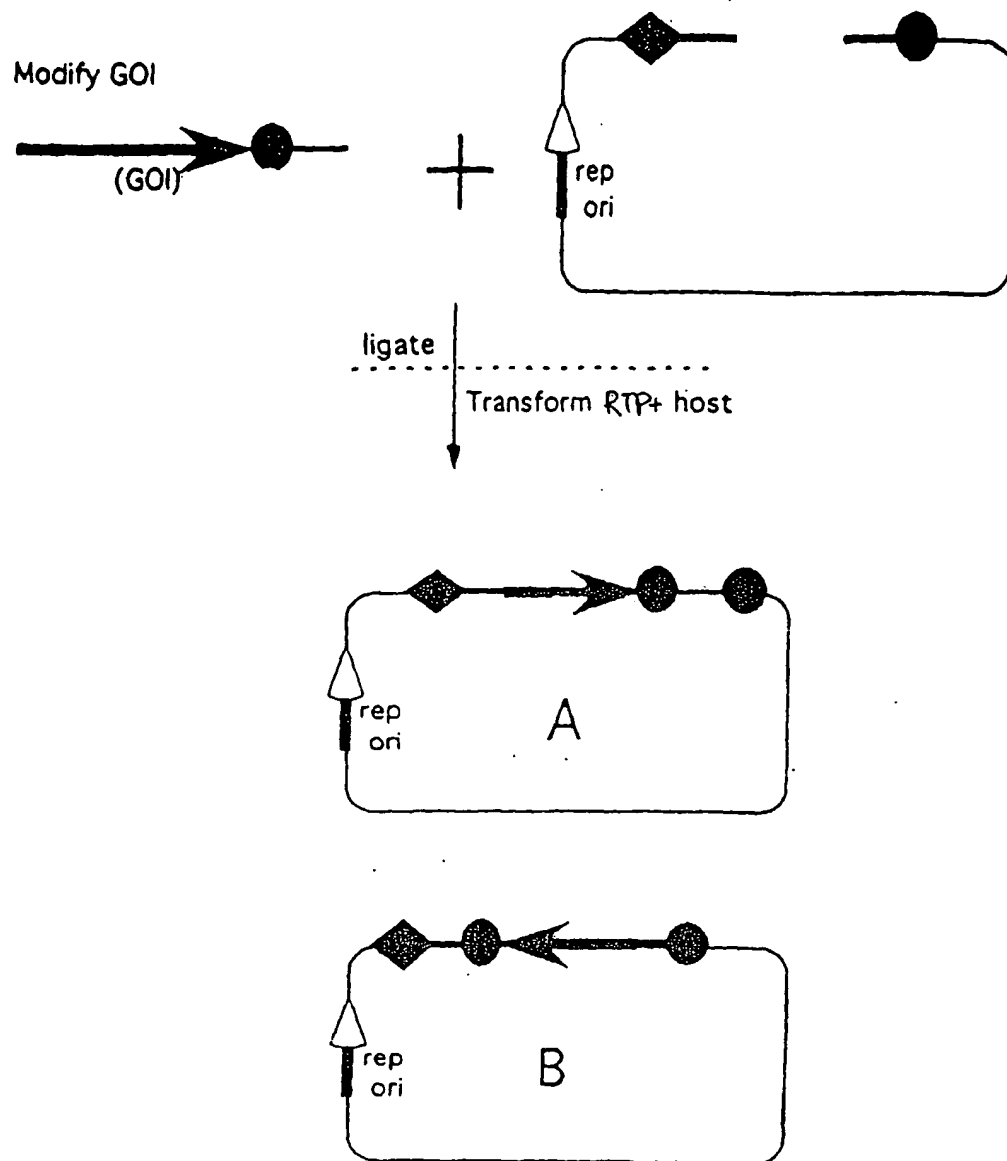 Modify GOI
(GOI)
rep
ori
ligate
Transform RTP+ host
rep
ori
A
rep
ori
B